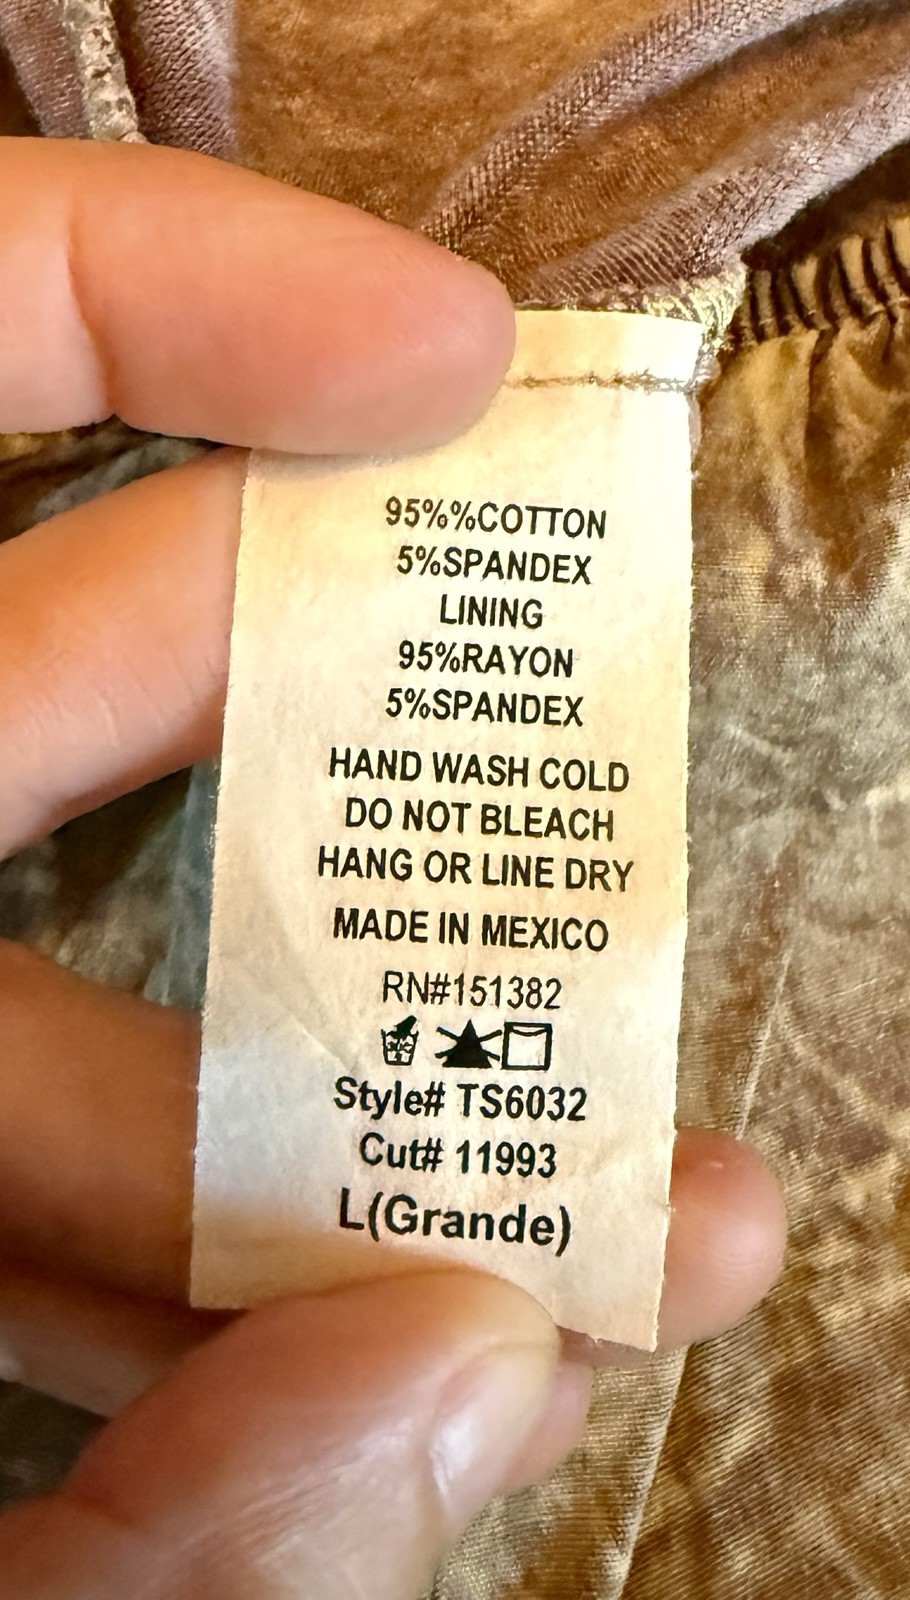 95%%COTTON
5%SPANDEX
LINING
95%RAYON
5%SPANDEX
HAND WASH COLD
DO NOT BLEACH
HANG OR LINE DRY
MADE IN MEXICO
RN#151382
Style# TS6032
Cut# 11993
L(Grande)